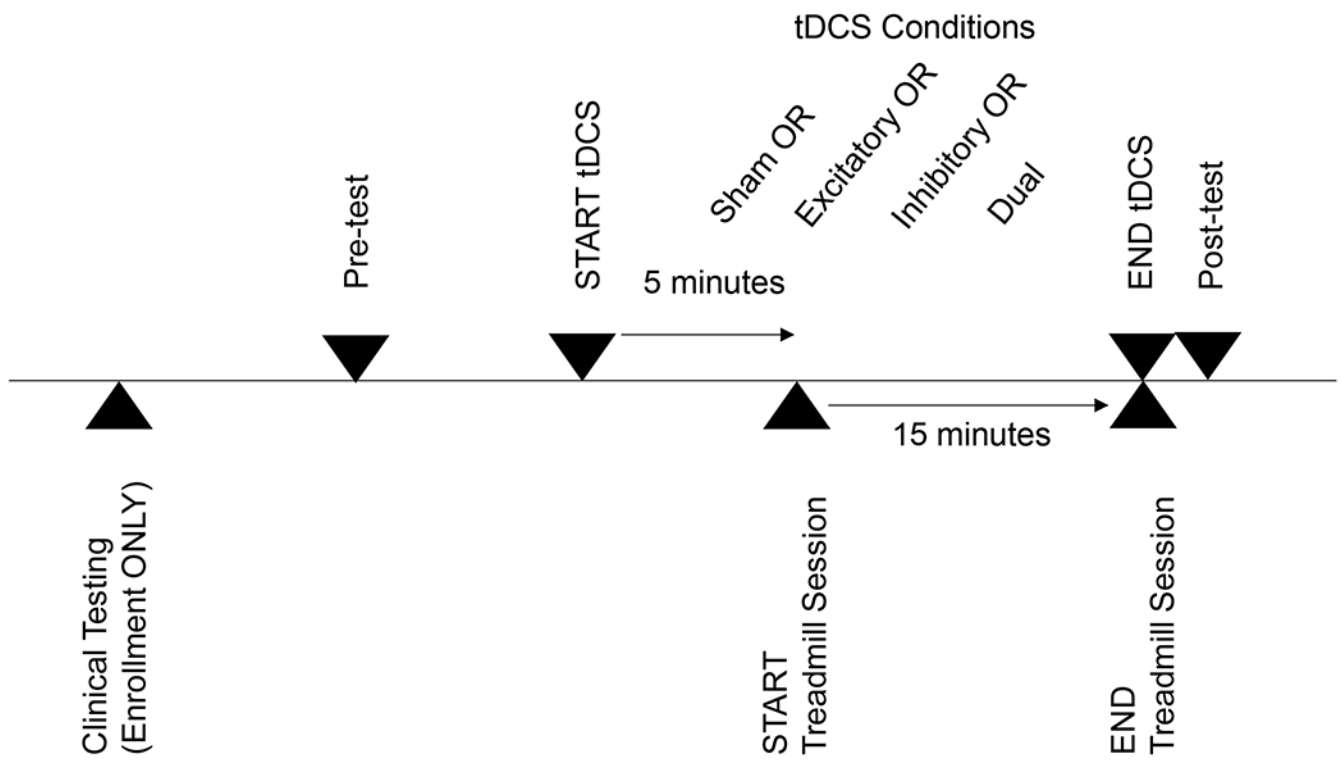 tDCS Conditions
Sham OR
Excitatory OR
Inhibitory OR
Dual
Pre-test
START tDCS
END tDCS
Post-test
5 minutes
15 minutes
Clinical Testing
(Enrollment ONLY)
START
Treadmill Session
END
Treadmill Session